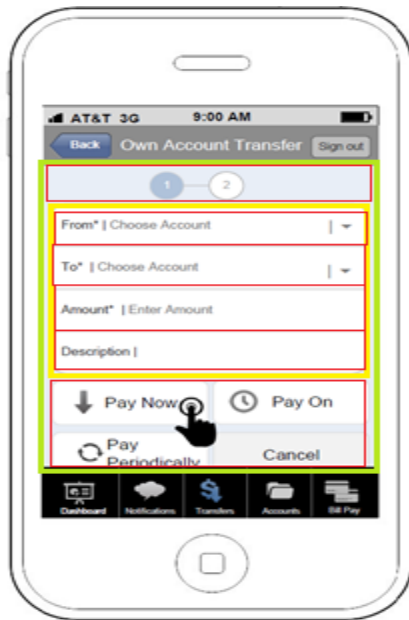 AT&T 3G 9:00 AM
Back Own Account Transfer Sign out
1 2
From* | Choose Account
To* | Choose Account
Amount* | Enter Amount
Description |
Pay Now Pay On
Pay Periodically Cancel
Dashboard Notifications Transfers Accounts Bill Pay